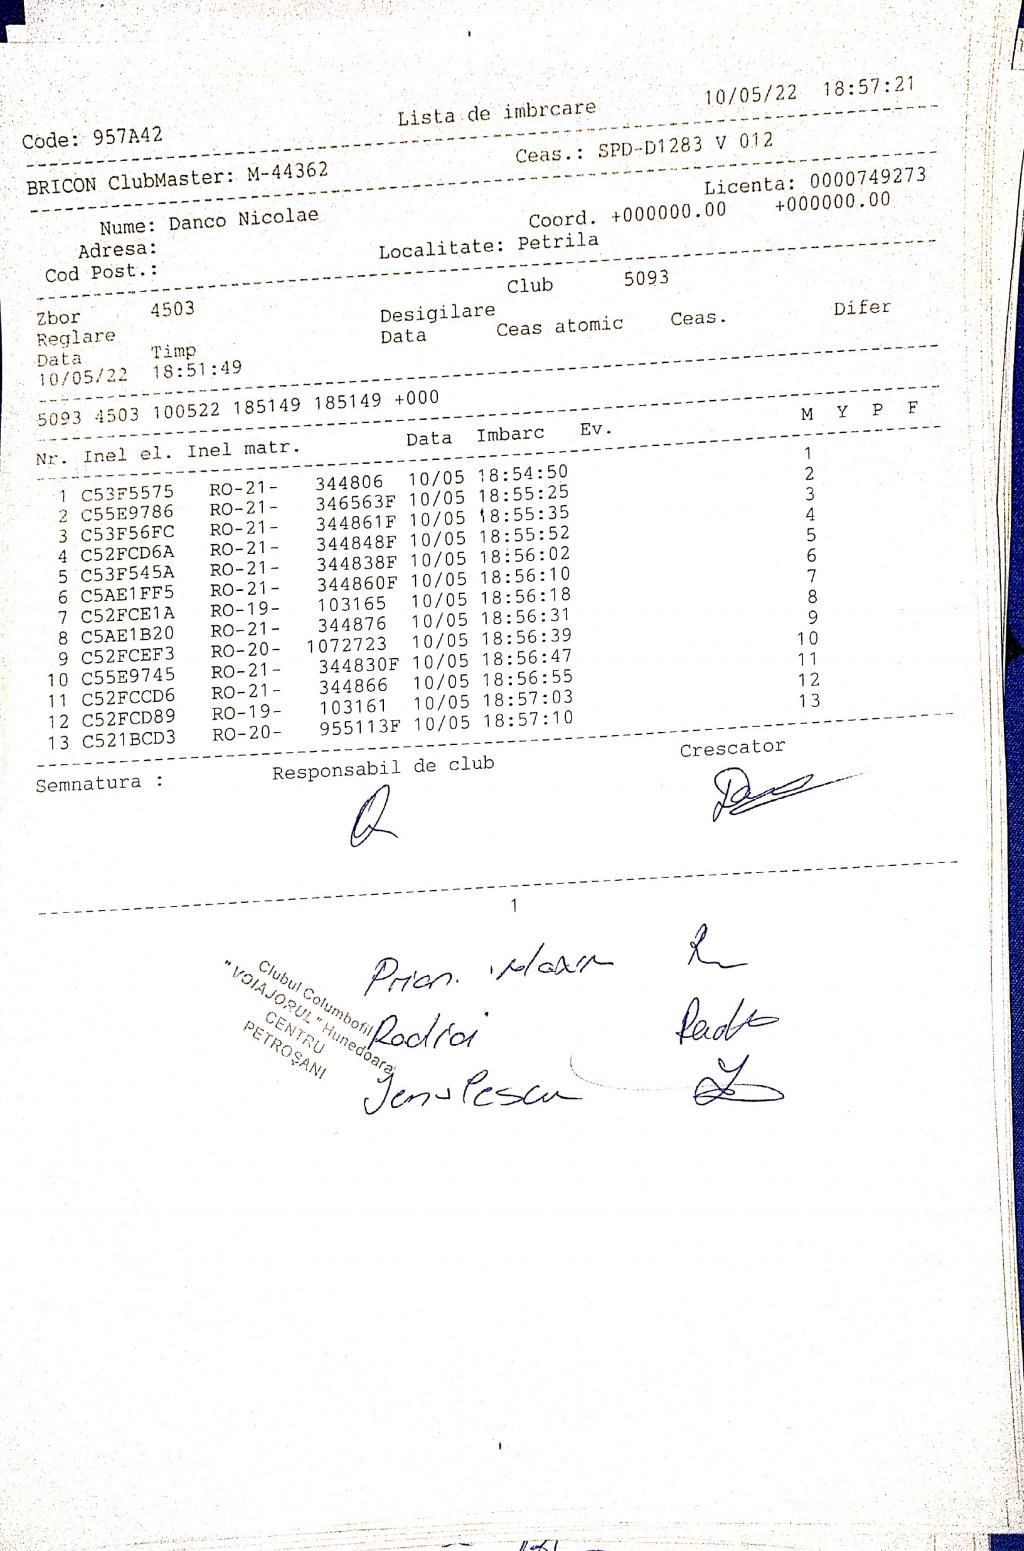 Code: 957A42 Lista de imbrcare 10/05/22 18:57:21
BRICON ClubMaster: M-44362 Ceas.: SPD-D1283 V 012
Licenta: 0000749273
Nume: Danco Nicolae Coord. +000000.00 +000000.00
Adresa: Localitate: Petrila
Cod Post.:
Club 5093
Zbor 4503 Desigilare
Reglare Data Ceas atomic Ceas. Difer
Data Timp
10/05/22 18:51:49
5093 4503 100522 185149 185149 +000
Nr. Inel el. Inel matr. Data Imbarc Ev. M Y P F
1 C53F5575 RO-21- 344806 10/05 18:54:50 1
2 C55E9786 RO-21- 346563F 10/05 18:55:25 2
3 C53F56FC RO-21- 344861F 10/05 18:55:35 3
4 C52FCD6A RO-21- 344848F 10/05 18:55:52 4
5 C53F545A RO-21- 344838F 10/05 18:56:02 5
6 C5AE1FF5 RO-21- 344860F 10/05 18:56:10 6
7 C52FCE1A RO-19- 103165 10/05 18:56:18 7
8 C5AE1B20 RO-21- 344876 10/05 18:56:31 8
9 C52FCEF3 RO-20- 1072723 10/05 18:56:39 9
10 C55E9745 RO-21- 344830F 10/05 18:56:47 10
11 C52FCCD6 RO-21- 344866 10/05 18:56:55 11
12 C52FCD89 RO-19- 103161 10/05 18:57:03 12
13 C521BCD3 RO-20- 955113F 10/05 18:57:10 13
Semnatura : Responsabil de club Crescator
1
Clubul Columbofil
"VOIAJORUL" Hunedoara
CENTRU
PETROȘANI